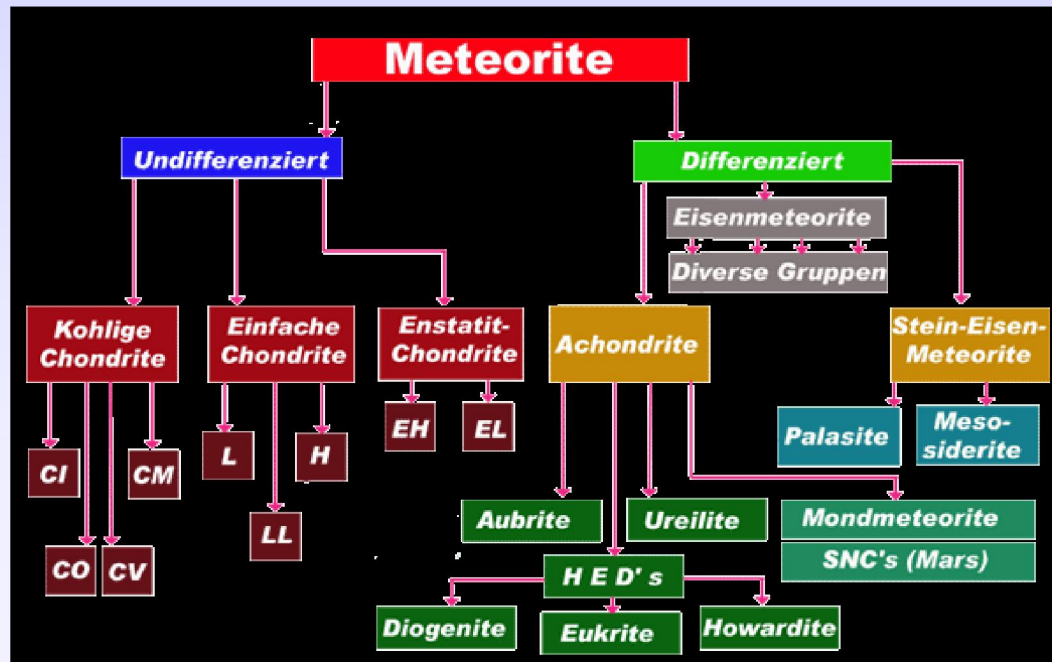 Meteorite
Undifferenziert
Differenziert
Eisenmeteorite
Diverse Gruppen
Kohlige
Chondrite
Einfache
Chondrite
Enstatit-
Chondrite
Achondrite
Stein-Eisen-
Meteorite
CI
CM
CO
CV
L
H
LL
EH
EL
Palasite
Meso-
siderite
Aubrite
Ureilite
Mondmeteorite
SNC's (Mars)
H E D' s
Diogenite
Eukrite
Howardite